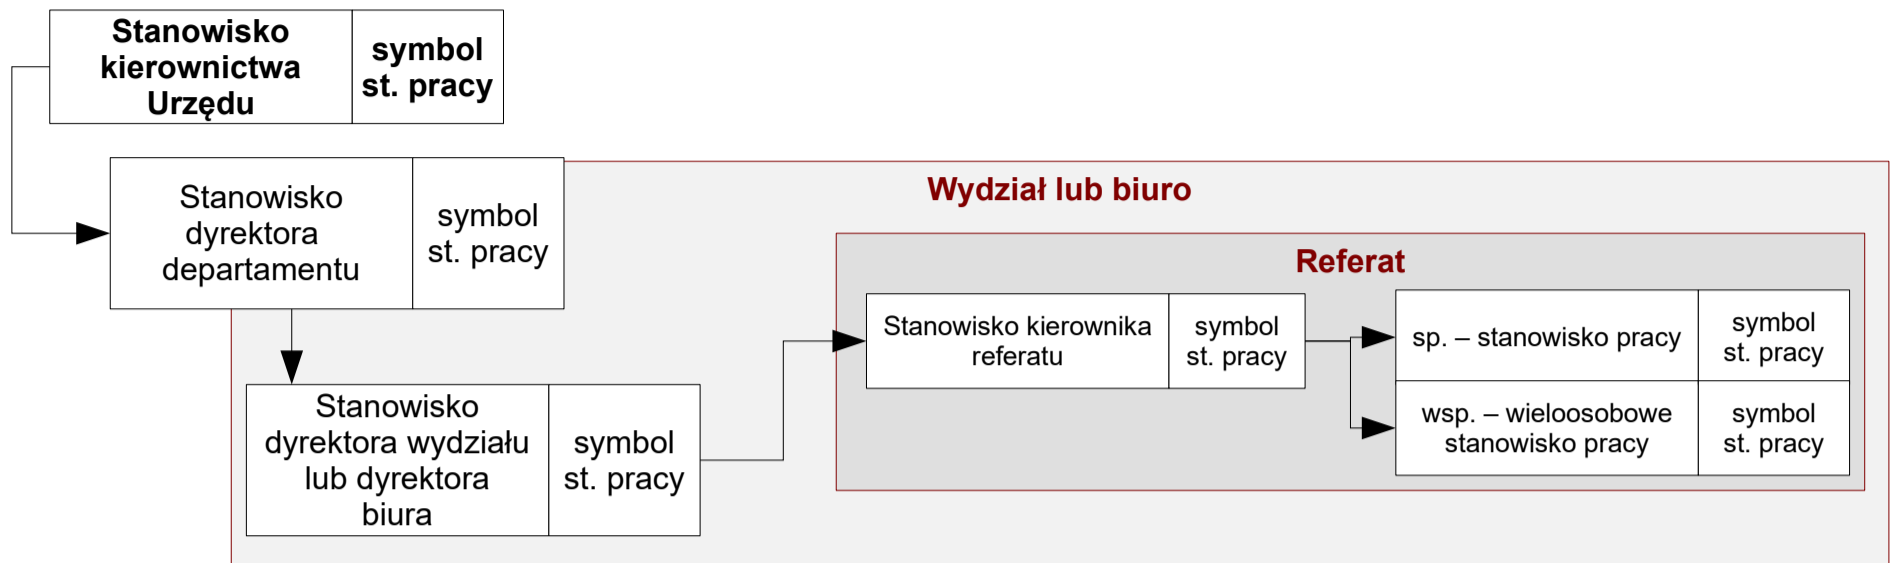 Stanowisko
kierownictwa
Urzędu
symbol
st. pracy
Stanowisko
dyrektora
departamentu
symbol
st. pracy
Wydział lub biuro
Referat
Stanowisko kierownika
referatu
symbol
st. pracy
sp. – stanowisko pracy
symbol
st. pracy
wsp. – wieloosobowe
stanowisko pracy
symbol
st. pracy
Stanowisko
dyrektora wydziału
lub dyrektora
biura
symbol
st. pracy